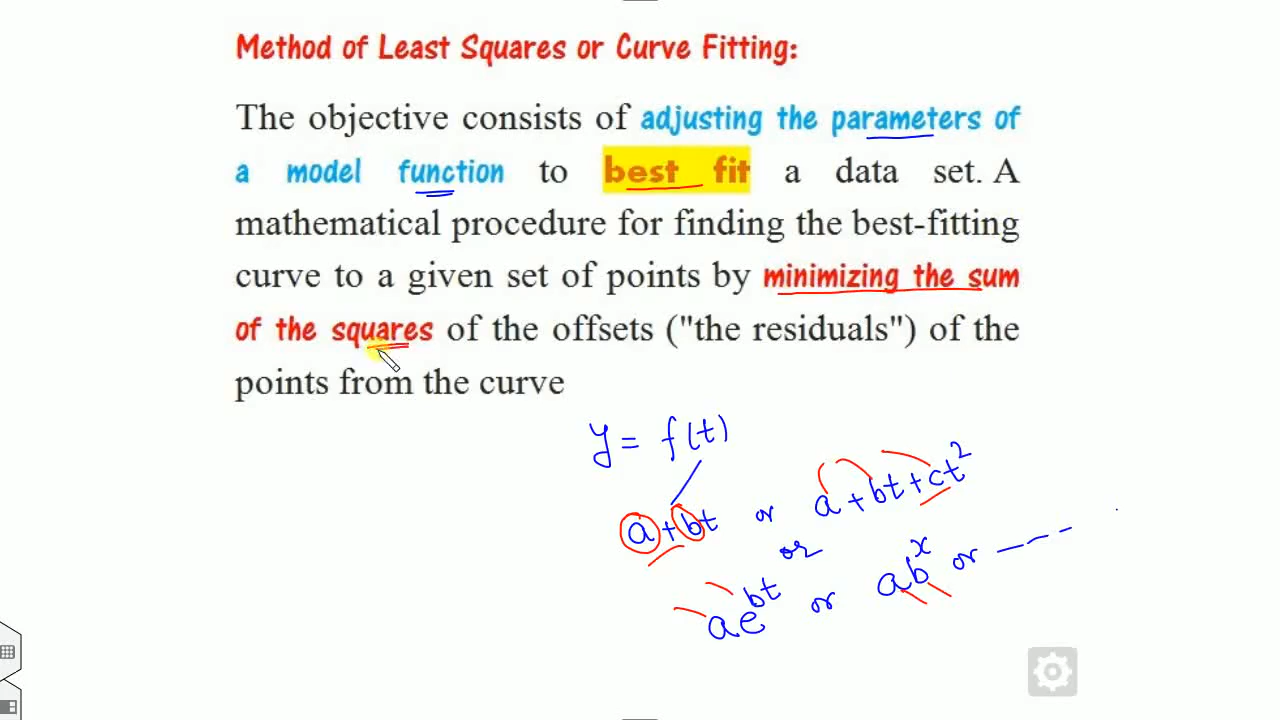 Method of Least Squares or Curve Fitting:
The objective consists of adjusting the parameters of
a model function to best fit a data set. A
mathematical procedure for finding the best-fitting
curve to a given set of points by minimizing the sum
of the squares of the offsets ("the residuals") of the
points from the curve
y = f(t)
a + bt or a + bt + ct²
or
ae^bt or ab^x or ----